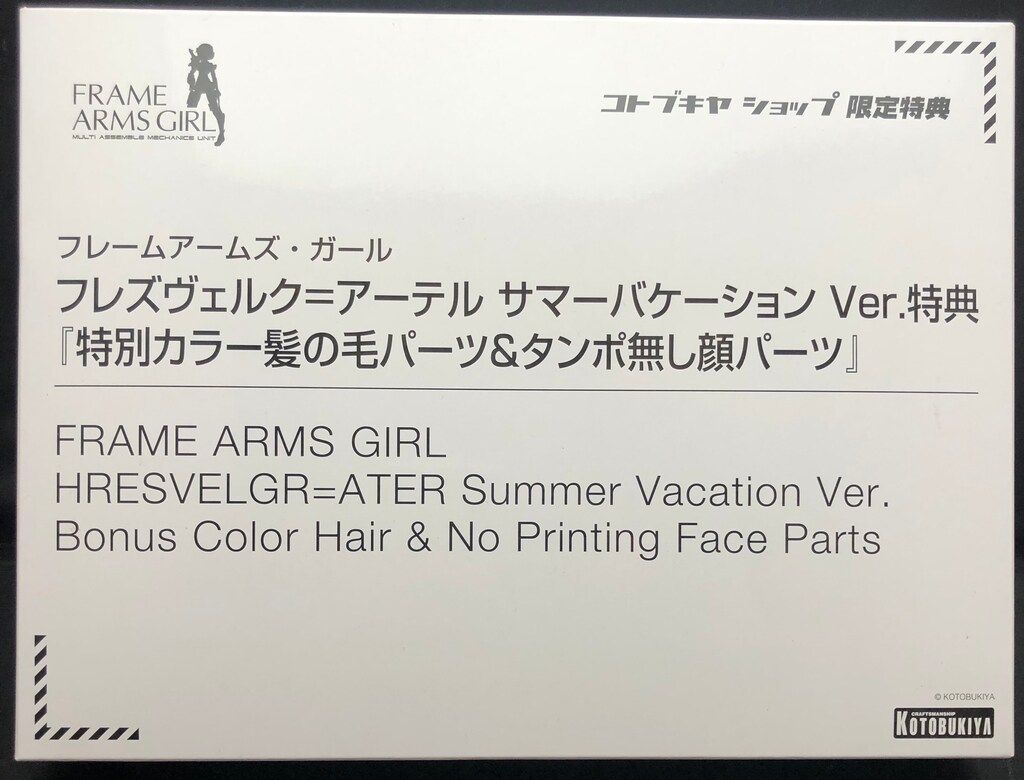 FRAME
ARMS GIRL
MULTI ASSEMBLE MECHANICS UNIT
コトブキヤ ショップ 限定特典
フレームアームズ・ガール
フレズヴェルク=アーテル サマーバケーション Ver.特典
『特別カラー髪の毛パーツ&タンポ無し顔パーツ』
FRAME ARMS GIRL
HRESVELGR=ATER Summer Vacation Ver.
Bonus Color Hair & No Printing Face Parts
© KOTOBUKIYA
CRAFTSMANSHIP
KOTOBUKIYA